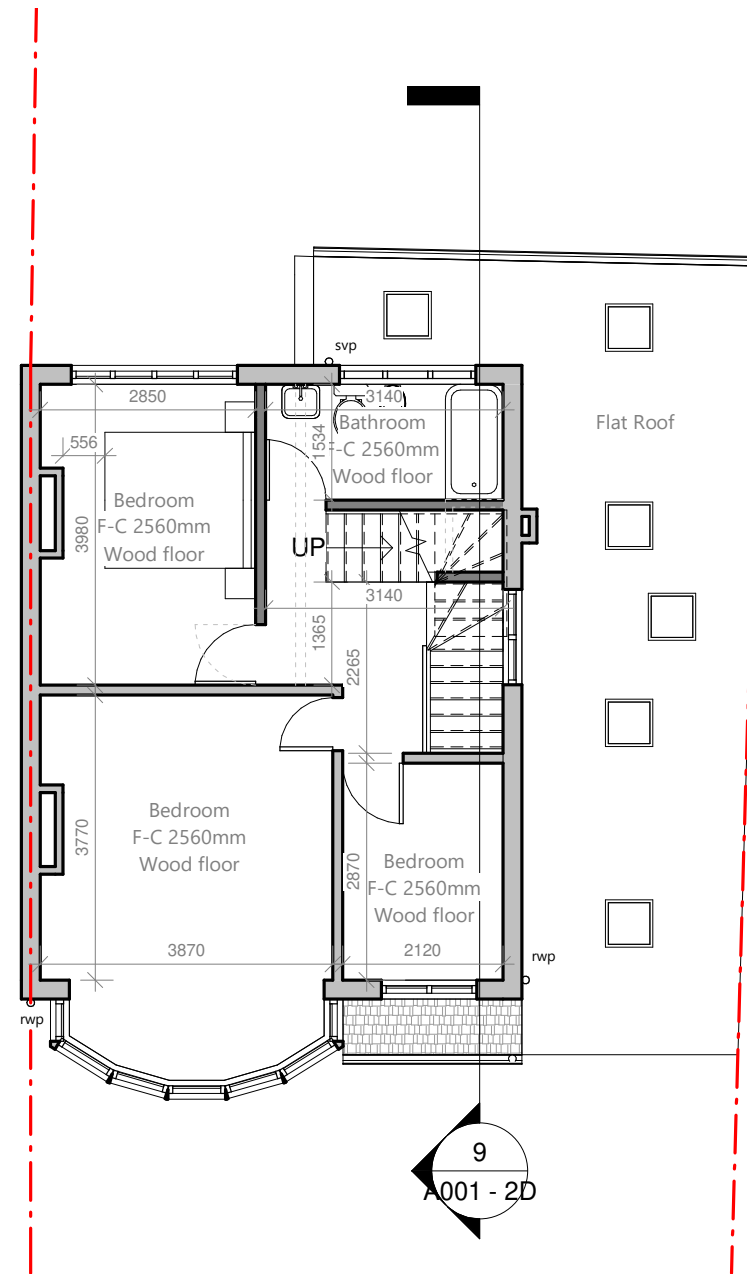 svp
2850
3140
556
1534
Bathroom
F-C 2560mm
Wood floor
Flat Roof
Bedroom
F-C 2560mm
Wood floor
3980
UP
3140
1365
2265
Bedroom
F-C 2560mm
Wood floor
3770
Bedroom
F-C 2560mm
Wood floor
2870
3870
2120
rwp
rwp
9
A001 - 2D